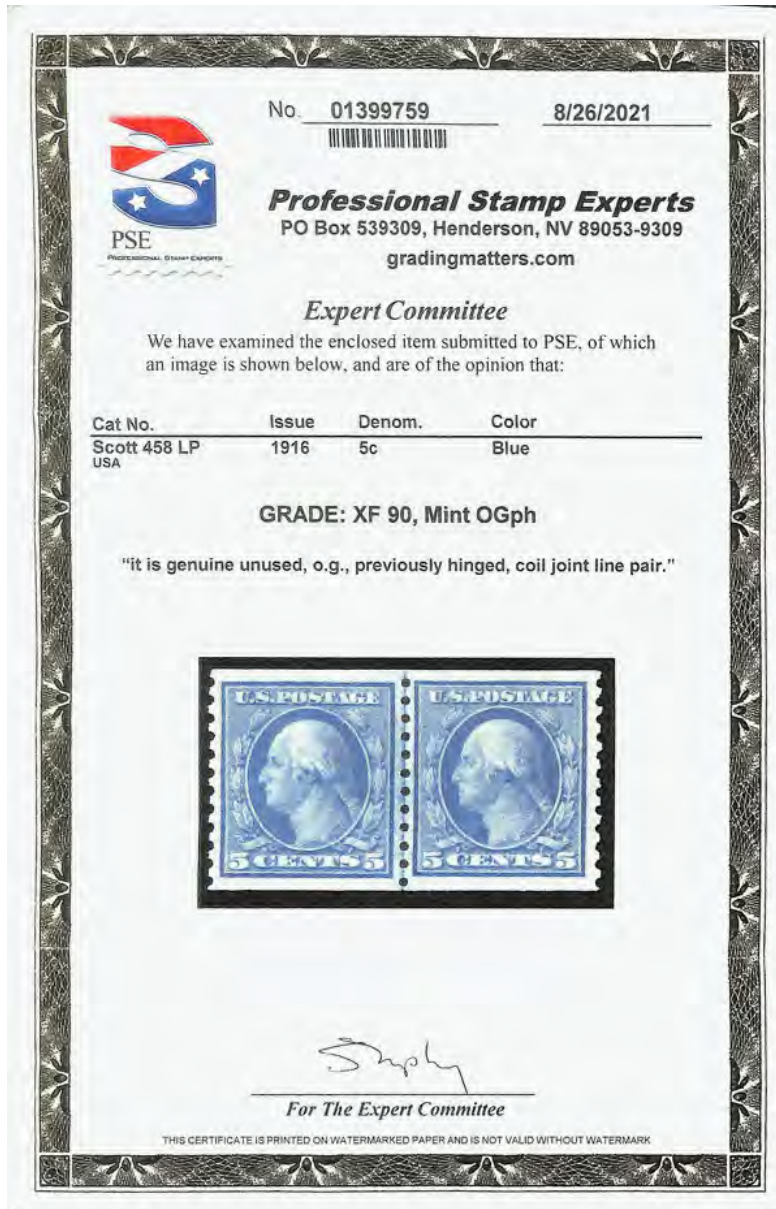 No. 01399759 8/26/2021
PSE
PROFESSIONAL STAMP EXPERTS
Professional Stamp Experts
PO Box 539309, Henderson, NV 89053-9309
gradingmatters.com
Expert Committee
We have examined the enclosed item submitted to PSE, of which
an image is shown below, and are of the opinion that:
Cat No. Issue Denom. Color
Scott 458 LP 1916 5c Blue
USA
GRADE: XF 90, Mint OGph
"it is genuine unused, o.g., previously hinged, coil joint line pair."
U.S. POSTAGE U.S. POSTAGE
5 CENTS 5 5 CENTS 5
For The Expert Committee
THIS CERTIFICATE IS PRINTED ON WATERMARKED PAPER AND IS NOT VALID WITHOUT WATERMARK